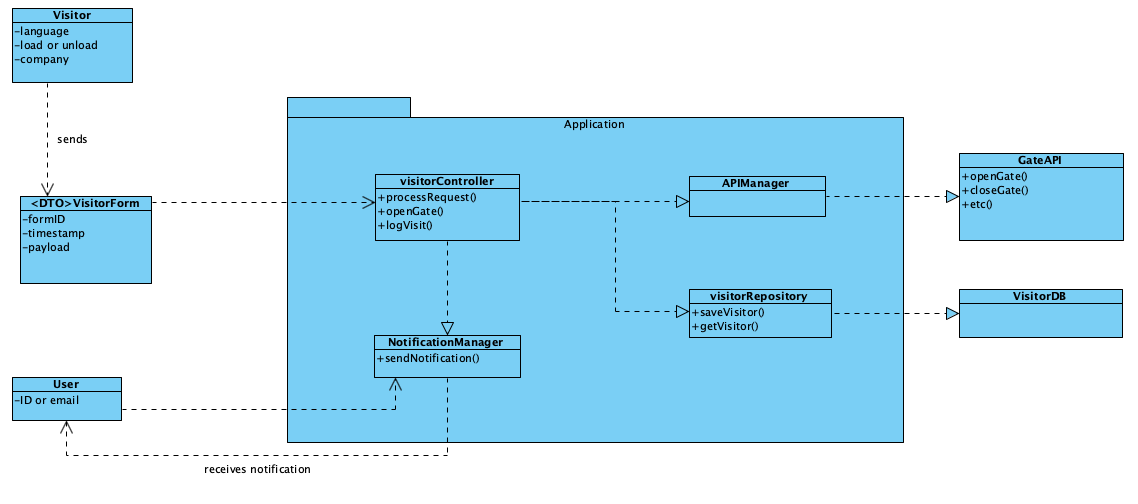 Visitor
-language
-load or unload
-company
sends
<DTO>VisitorForm
-formID
-timestamp
-payload
Application
visitorController
+processRequest()
+openGate()
+logVisit()
APIManager
GateAPI
+openGate()
+closeGate()
+etc()
visitorRepository
+saveVisitor()
+getVisitor()
VisitorDB
NotificationManager
+sendNotification()
User
-ID or email
receives notification